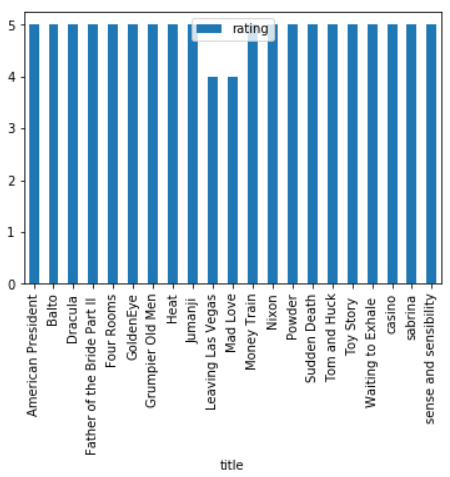 rating
5
4
3
2
1
0
American President
Balto
Dracula
Father of the Bride Part II
Four Rooms
GoldenEye
Grumpier Old Men
Heat
Jumanji
Leaving Las Vegas
Mad Love
Money Train
Nixon
Powder
Sudden Death
Tom and Huck
Toy Story
Waiting to Exhale
casino
sabrina
sense and sensibility
title